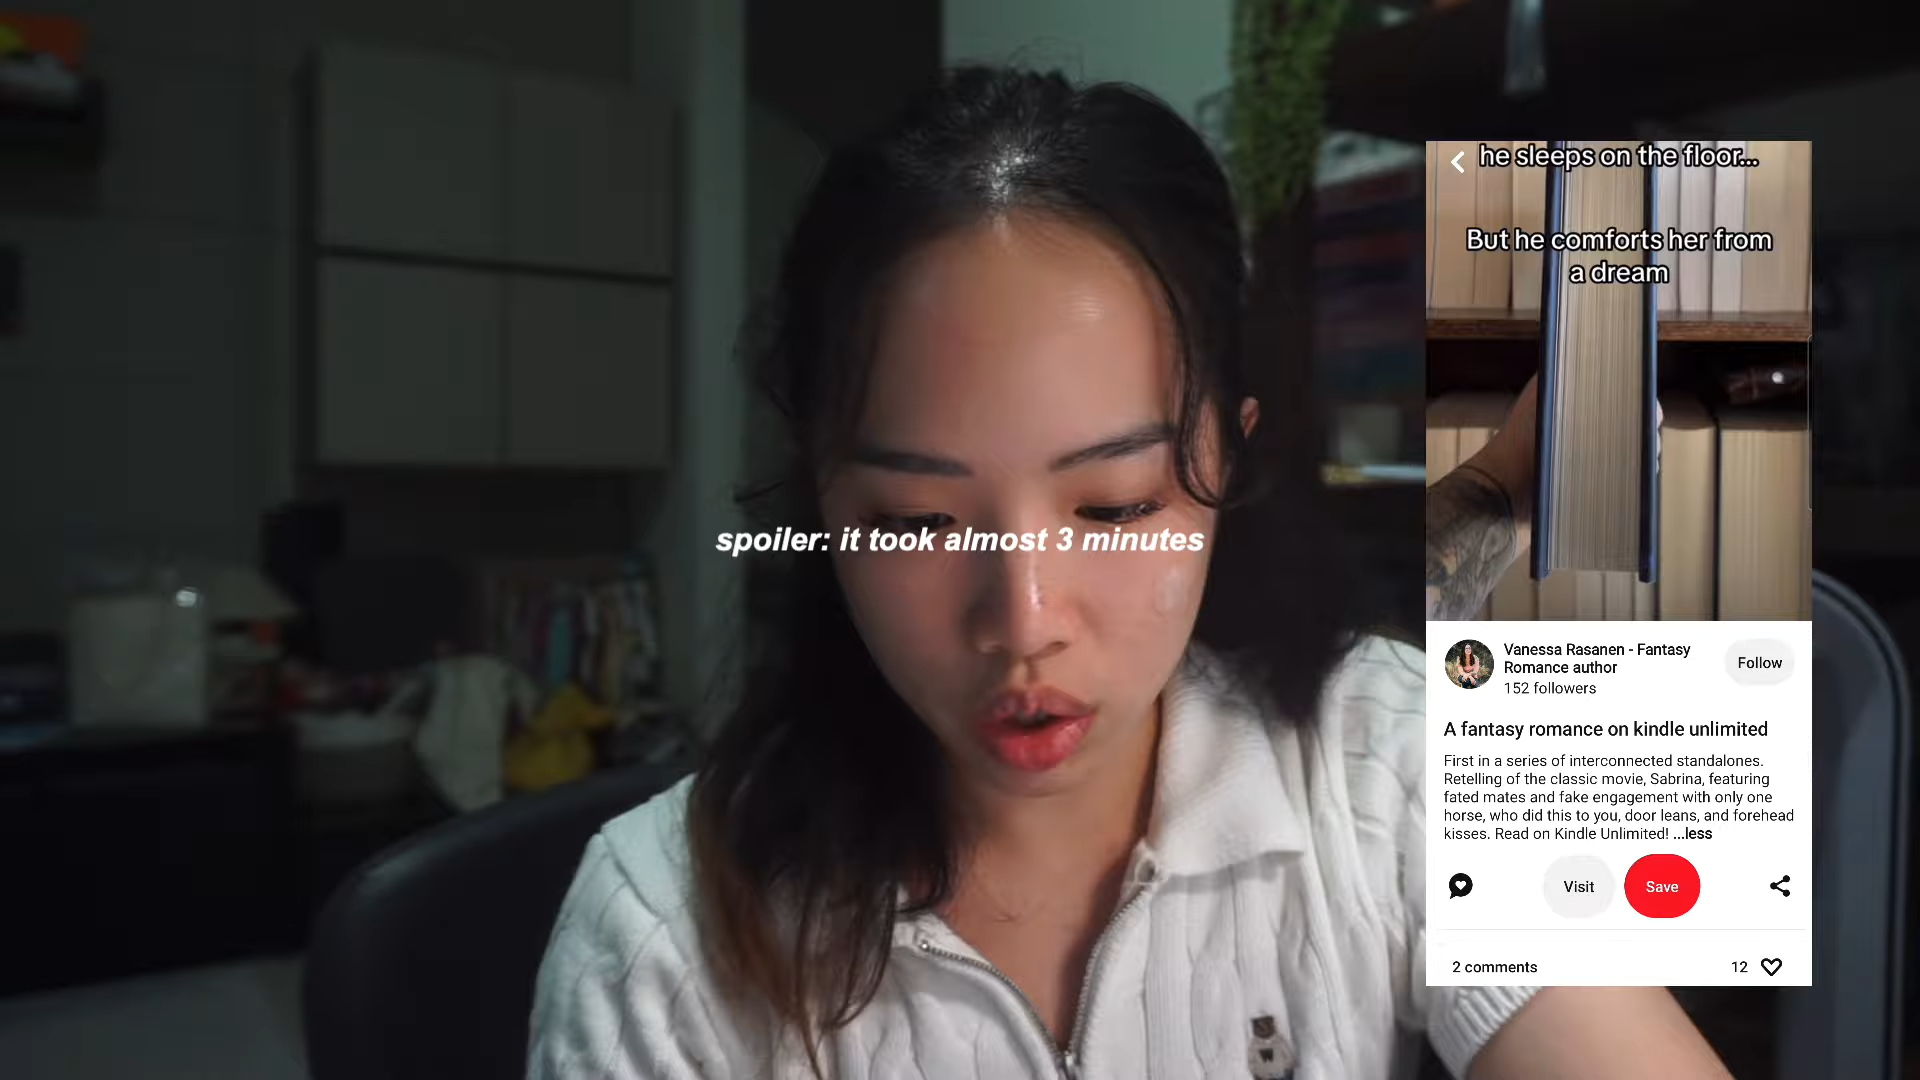 spoiler: it took almost 3 minutes
he sleeps on the floor...
But he comforts her from
a dream
Vanessa Rasanen - Fantasy
Romance author
152 followers
Follow
A fantasy romance on kindle unlimited
First in a series of interconnected standalones.
Retelling of the classic movie, Sabrina, featuring
fated mates and fake engagement with only one
horse, who did this to you, door leans, and forehead
kisses. Read on Kindle Unlimited! ...less
Visit
Save
2 comments
12
W